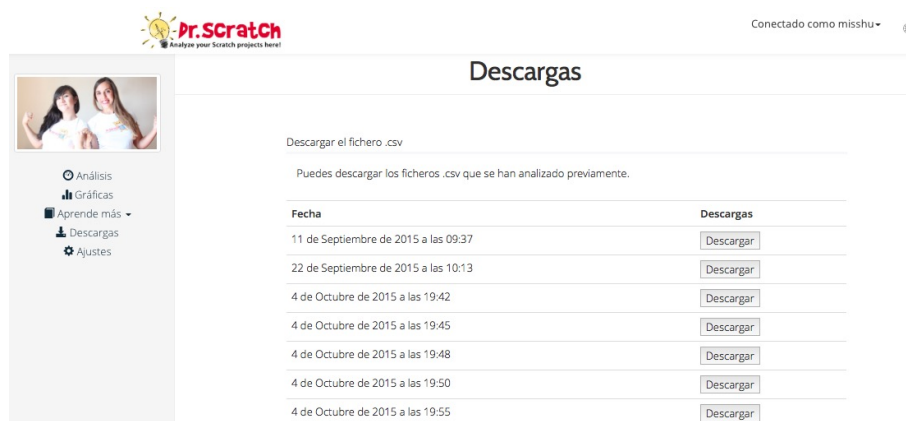 Dr.Scratch
Analyze your Scratch projects here!
Conectado como misshu
Descargas
Análisis
Gráficas
Aprende más
Descargas
Ajustes
Descargar el fichero .csv
Puedes descargar los ficheros .csv que se han analizado previamente.
Fecha Descargas
11 de Septiembre de 2015 a las 09:37 Descargar
22 de Septiembre de 2015 a las 10:13 Descargar
4 de Octubre de 2015 a las 19:42 Descargar
4 de Octubre de 2015 a las 19:45 Descargar
4 de Octubre de 2015 a las 19:48 Descargar
4 de Octubre de 2015 a las 19:50 Descargar
4 de Octubre de 2015 a las 19:55 Descargar